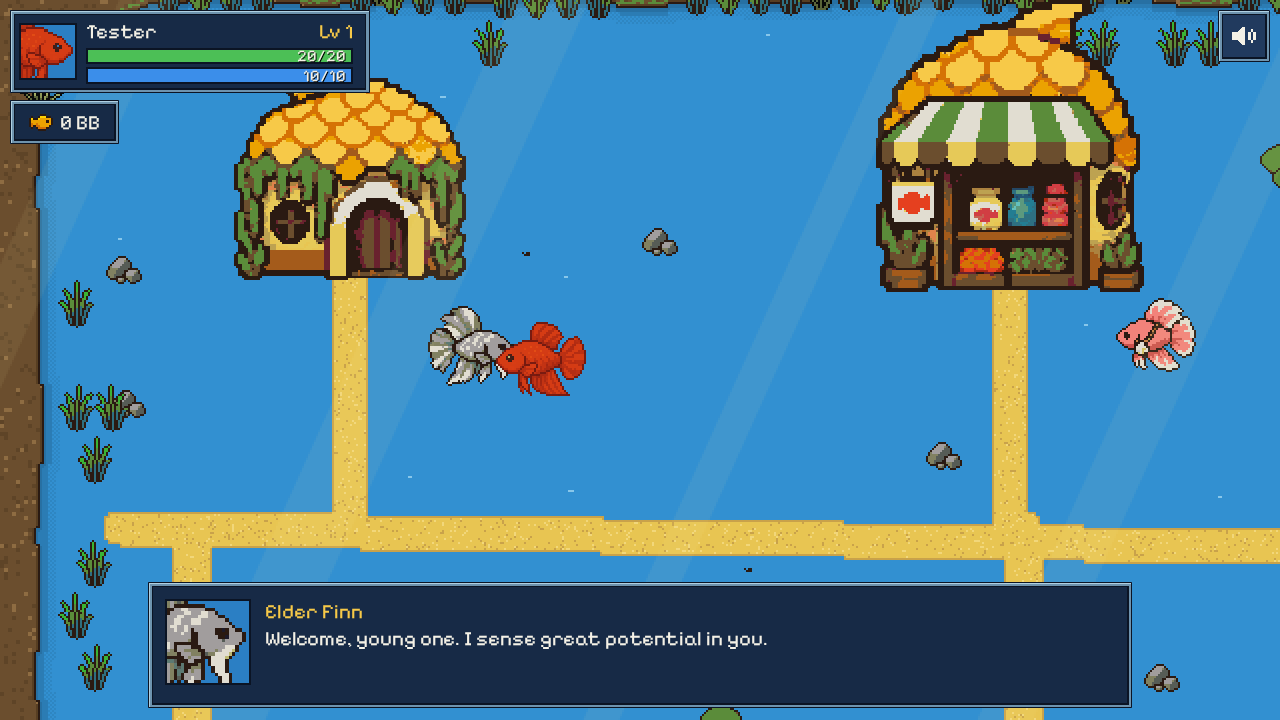 Tester Lv 1
20/20
10/10
0 BB
Elder Finn
Welcome, young one. I sense great potential in you.